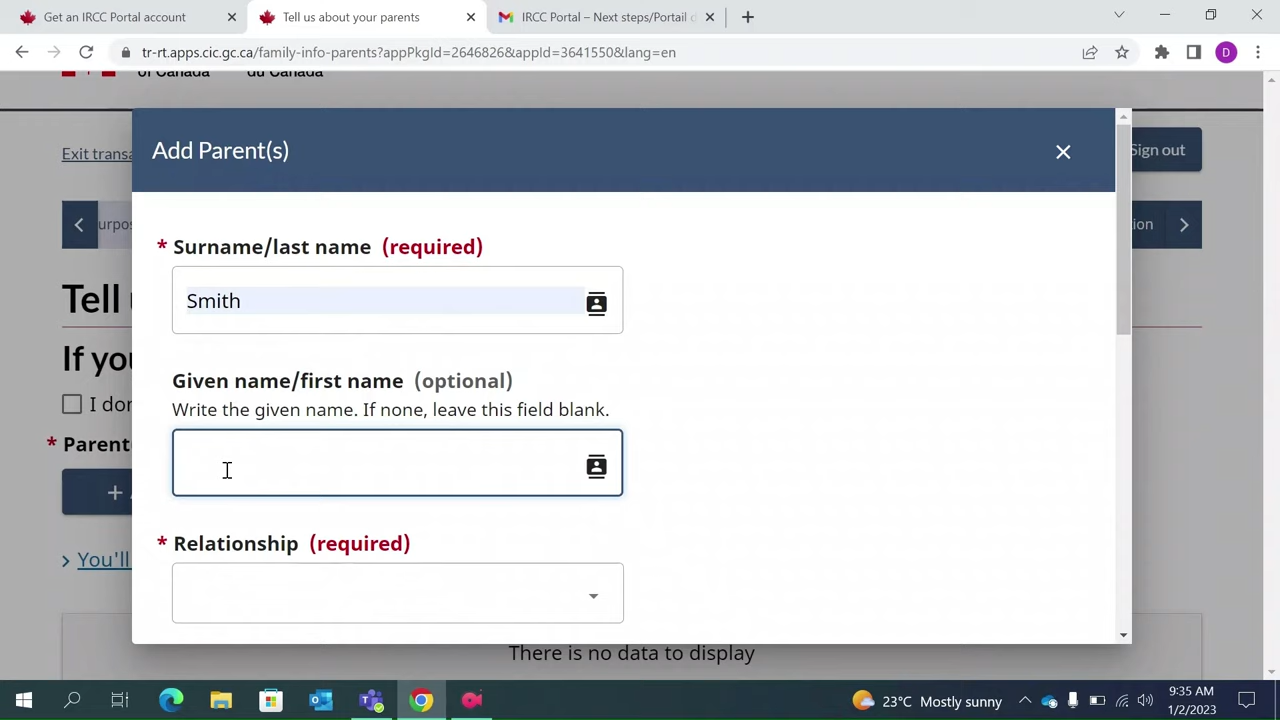 Get an IRCC Portal account
Tell us about your parents
IRCC Portal – Next steps/Portail d
tr-rt.apps.cic.gc.ca/family-info-parents?appPkgId=2646826&appId=3641550&lang=en
D
of Canada du Canada
Exit transa
Sign out
Add Parent(s)
urpos
tion
* Surname/last name (required)
Smith
Tell u
If you
Given name/first name (optional)
I don
Write the given name. If none, leave this field blank.
* Parent
+ A
* Relationship (required)
You'll
There is no data to display
23°C Mostly sunny
9:35 AM
1/2/2023